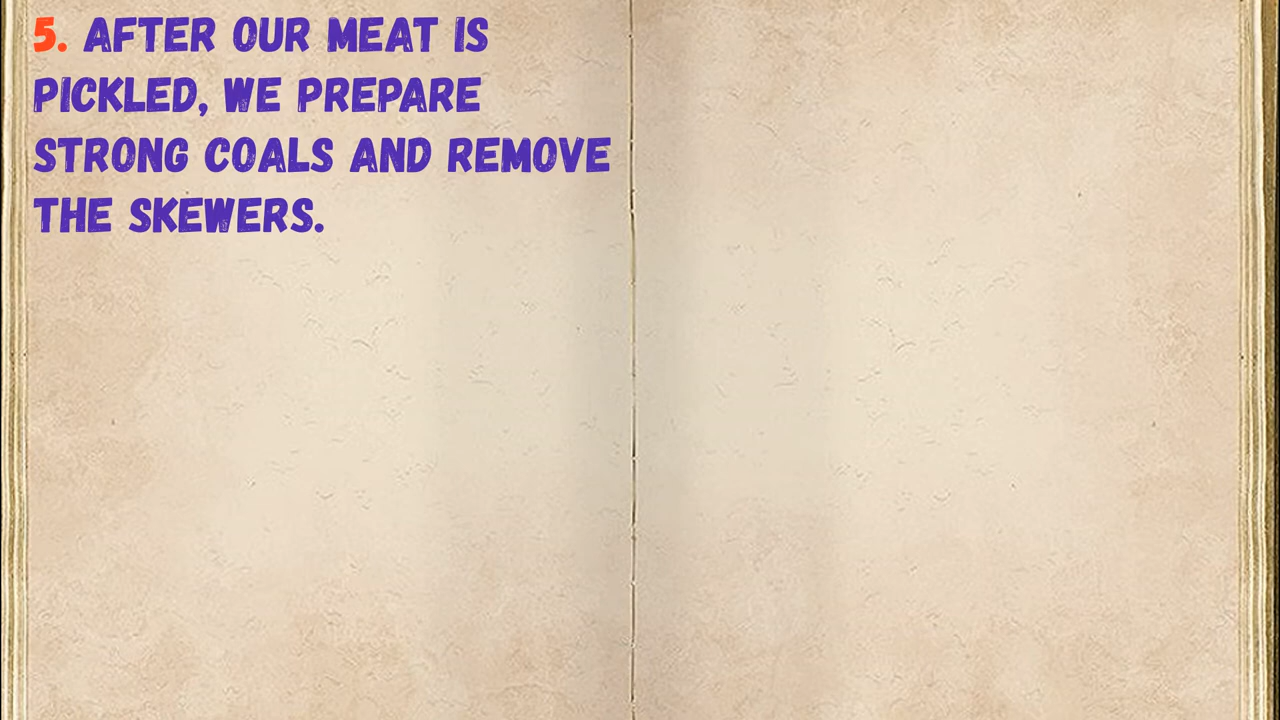 5. AFTER OUR MEAT IS
PICKLED, WE PREPARE
STRONG COALS AND REMOVE
THE SKEWERS.